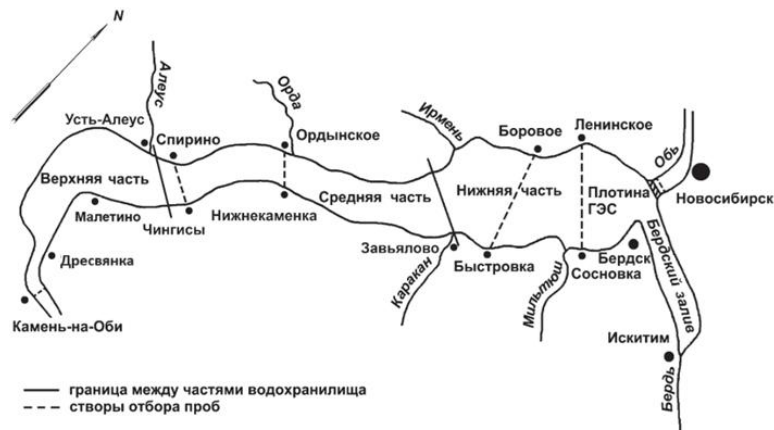 N
Алеус
Орда
Усть-Алеус
Спирино
Ордынское
Ирмень
Боровое
Ленинское
Обь
Верхняя часть
Средняя часть
Нижняя часть
Плотина
ГЭС
Новосибирск
Малетино
Чингисы
Нижнекаменка
Завьялово
Быстровка
Бердск
Сосновка
Дресвянка
Каракан
Мильтюш
Бердский залив
Камень-на-Оби
Искитим
Бердь
граница между частями водохранилища
створы отбора проб